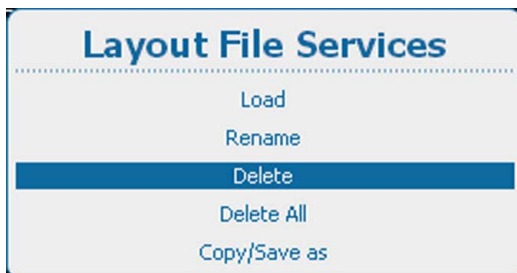 Layout File Services
Load
Rename
Delete
Delete All
Copy/Save as